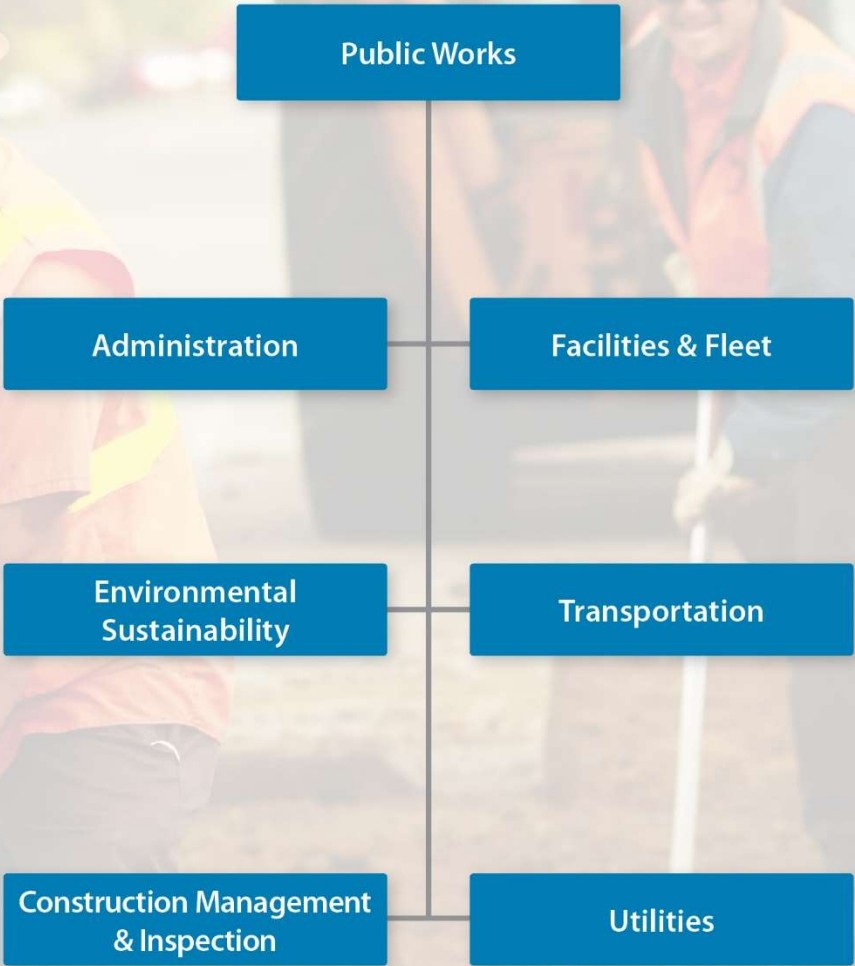 Public Works
Administration
Facilities & Fleet
Environmental
Sustainability
Transportation
Construction Management
& Inspection
Utilities